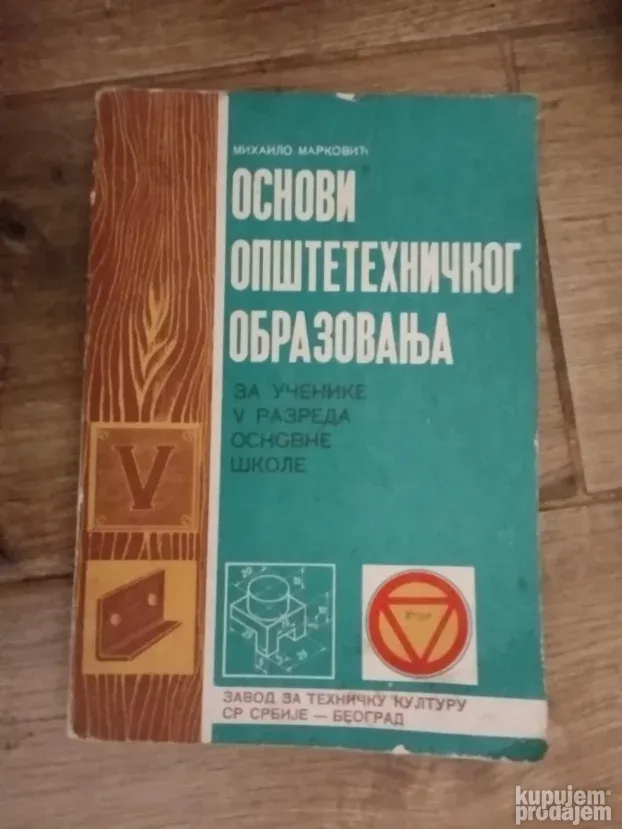 МИХАИЛО МАРКОВИЋ
ОСНОВИ
ОПШТЕТЕХНИЧКОГ
ОБРАЗОВАЊА
ЗА УЧЕНИКЕ
V РАЗРЕДА
ОСНОВНЕ
ШКОЛЕ
V
ЗАВОД ЗА ТЕХНИЧКУ КУЛТУРУ
СР СРБИЈЕ — БЕОГРАД
kupujem
prodajem